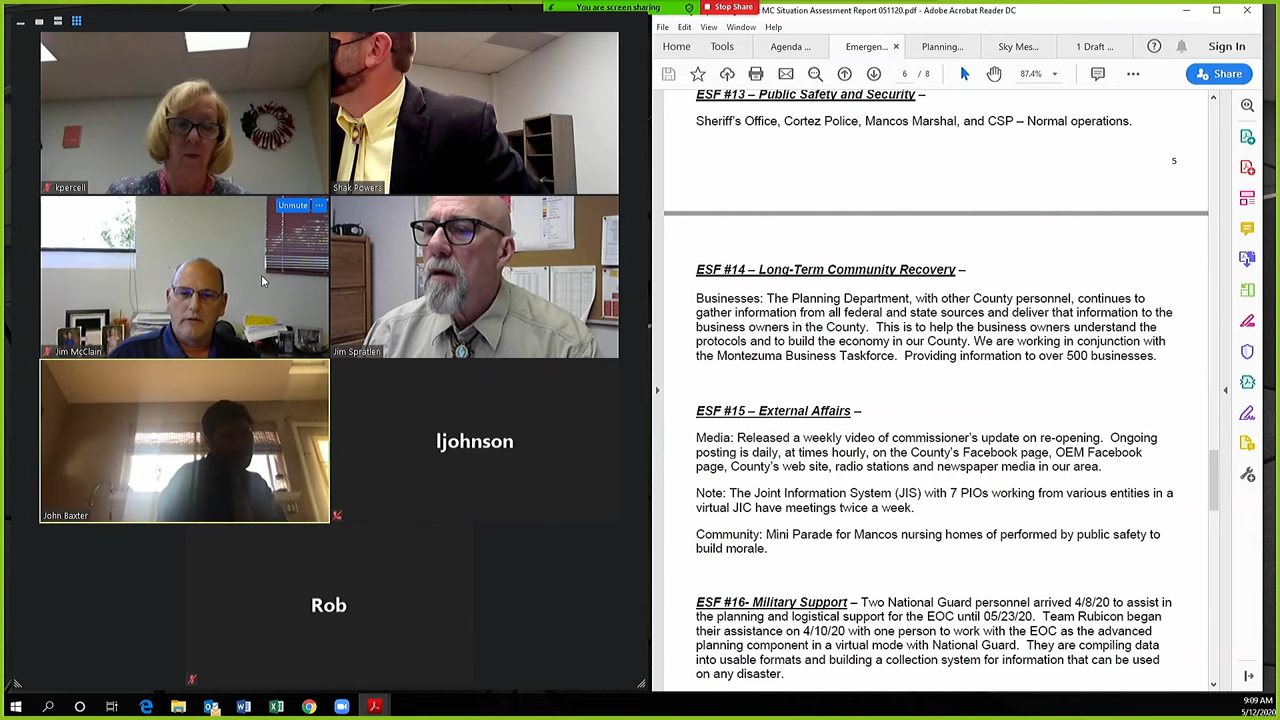 You are screen sharing
Stop Share
MC Situation Assessment Report 051120.pdf - Adobe Acrobat Reader DC
File Edit View Window Help
Home Tools Agenda ... Emergen... × Planning... Sky Mes... 1 Draft ... Sign In
6 / 8 87.4% Share
kpercell
Shak Powers
Unmute ...
Jim McClain
Jim Spratlen
John Baxter
ljohnson
Rob
ESF #13 – Public Safety and Security –
Sheriff's Office, Cortez Police, Mancos Marshal, and CSP – Normal operations.
5
ESF #14 – Long-Term Community Recovery –
Businesses: The Planning Department, with other County personnel, continues to
gather information from all federal and state sources and deliver that information to the
business owners in the County. This is to help the business owners understand the
protocols and to build the economy in our County. We are working in conjunction with
the Montezuma Business Taskforce. Providing information to over 500 businesses.
ESF #15 – External Affairs –
Media: Released a weekly video of commissioner's update on re-opening. Ongoing
posting is daily, at times hourly, on the County's Facebook page, OEM Facebook
page, County's web site, radio stations and newspaper media in our area.
Note: The Joint Information System (JIS) with 7 PIOs working from various entities in a
virtual JIC have meetings twice a week.
Community: Mini Parade for Mancos nursing homes of performed by public safety to
build morale.
ESF #16- Military Support – Two National Guard personnel arrived 4/8/20 to assist in
the planning and logistical support for the EOC until 05/23/20. Team Rubicon began
their assistance on 4/10/20 with one person to work with the EOC as the advanced
planning component in a virtual mode with National Guard. They are compiling data
into usable formats and building a collection system for information that can be used
on any disaster.
9:09 AM
5/12/2020